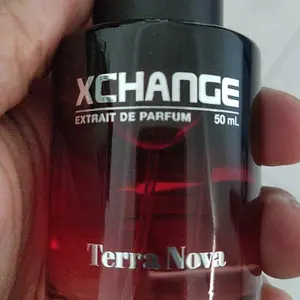 XCHANGE
EXTRAIT DE PARFUM 50 mL
Terra Nova